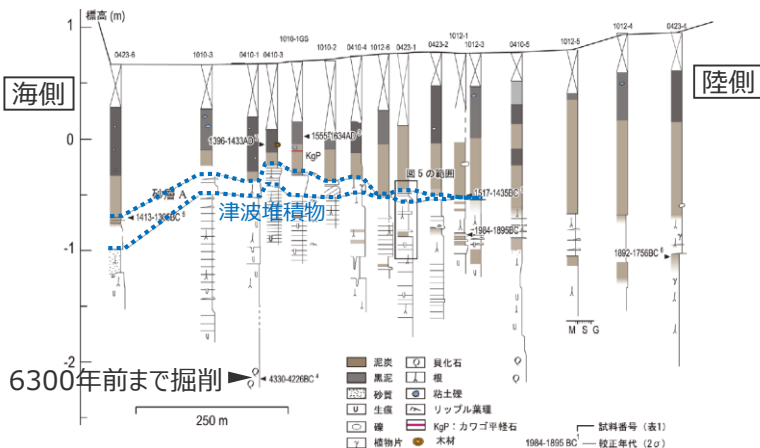 標高 (m)
1
0
-1
-2
海側
陸側
0423-6
1010-3
0410-1
0410-3
1010-1GS
1010-2
0410-4
1012-6
0423-1
0423-2
1012-1
1012-3
0410-5
1012-5
1012-4
0423-4
1396-1433AD
1555-1634AD
KgP
図 5 の範囲
砂層 A
津波堆積物
1517-1435BC
1984-1895BC
1892-1756BC
6300年前まで掘削
4330-4226BC
250 m
M S G
泥炭
貝化石
黒泥
根
砂質
粘土礫
生痕
リップル葉理
礫
KgP：カワゴ平軽石
植物片
木材
試料番号（表1）
1984-1895 BC
較正年代（2σ）